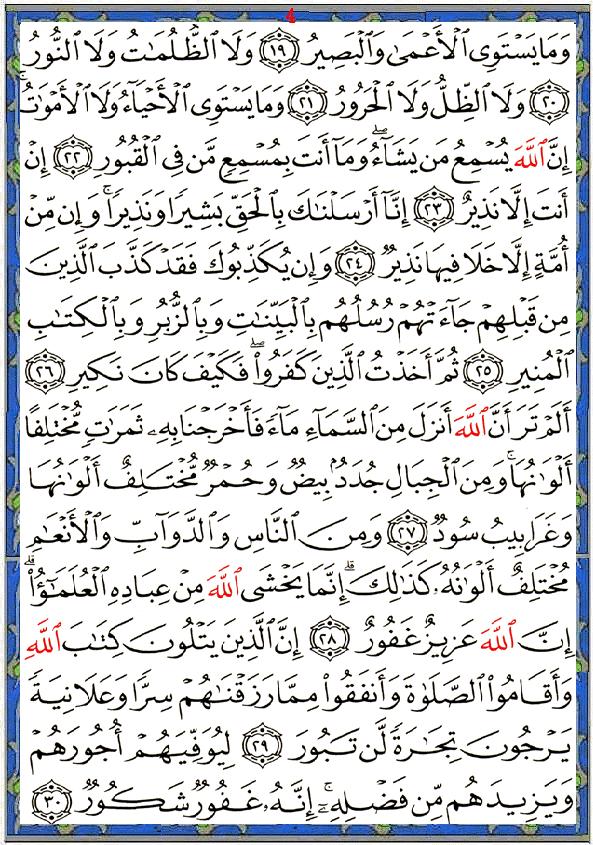 4
وَمَا يَسْتَوِى ٱلْأَعْمَىٰ وَٱلْبَصِيرُ ١٩ وَلَا ٱلظُّلُمَـٰتُ وَلَا ٱلنُّورُ
٢٠ وَلَا ٱلظِّلُّ وَلَا ٱلْحَرُورُ ٢١ وَمَا يَسْتَوِى ٱلْأَحْيَآءُ وَلَا ٱلْأَمْوَٰتُ ۚ
إِنَّ ٱللَّهَ يُسْمِعُ مَن يَشَآءُ ۖ وَمَآ أَنتَ بِمُسْمِعٍ مَّن فِى ٱلْقُبُورِ ٢٢ إِنْ
أَنتَ إِلَّا نَذِيرٌ ٢٣ إِنَّآ أَرْسَلْنَـٰكَ بِٱلْحَقِّ بَشِيرًا وَنَذِيرًا ۚ وَإِن مِّنْ
أُمَّةٍ إِلَّا خَلَا فِيهَا نَذِيرٌ ٢٤ وَإِن يُكَذِّبُوكَ فَقَدْ كَذَّبَ ٱلَّذِينَ
مِن قَبْلِهِمْ جَآءَتْهُمْ رُسُلُهُم بِٱلْبَيِّنَـٰتِ وَبِٱلزُّبُرِ وَبِٱلْكِتَـٰبِ
ٱلْمُنِيرِ ٢٥ ثُمَّ أَخَذْتُ ٱلَّذِينَ كَفَرُوا۟ ۖ فَكَيْفَ كَانَ نَكِيرِ ٢٦
أَلَمْ تَرَ أَنَّ ٱللَّهَ أَنزَلَ مِنَ ٱلسَّمَآءِ مَآءً فَأَخْرَجْنَا بِهِۦ ثَمَرَٰتٍ مُّخْتَلِفًا
أَلْوَٰنُهَا ۚ وَمِنَ ٱلْجِبَالِ جُدَدٌۢ بِيضٌ وَحُمْرٌ مُّخْتَلِفٌ أَلْوَٰنُهَا
وَغَرَابِيبُ سُودٌ ٢٧ وَمِنَ ٱلنَّاسِ وَٱلدَّوَآبِّ وَٱلْأَنْعَـٰمِ
مُخْتَلِفٌ أَلْوَٰنُهُۥ كَذَٰلِكَ ۗ إِنَّمَا يَخْشَى ٱللَّهَ مِنْ عِبَادِهِ ٱلْعُلَمَـٰٓؤُا۟ ۗ
إِنَّ ٱللَّهَ عَزِيزٌ غَفُورٌ ٢٨ إِنَّ ٱلَّذِينَ يَتْلُونَ كِتَـٰبَ ٱللَّهِ
وَأَقَامُوا۟ ٱلصَّلَوٰةَ وَأَنفَقُوا۟ مِمَّا رَزَقْنَـٰهُمْ سِرًّا وَعَلَانِيَةً
يَرْجُونَ تِجَـٰرَةً لَّن تَبُورَ ٢٩ لِيُوَفِّيَهُمْ أُجُورَهُمْ
وَيَزِيدَهُم مِّن فَضْلِهِۦٓ ۚ إِنَّهُۥ غَفُورٌ شَكُورٌ ٣٠